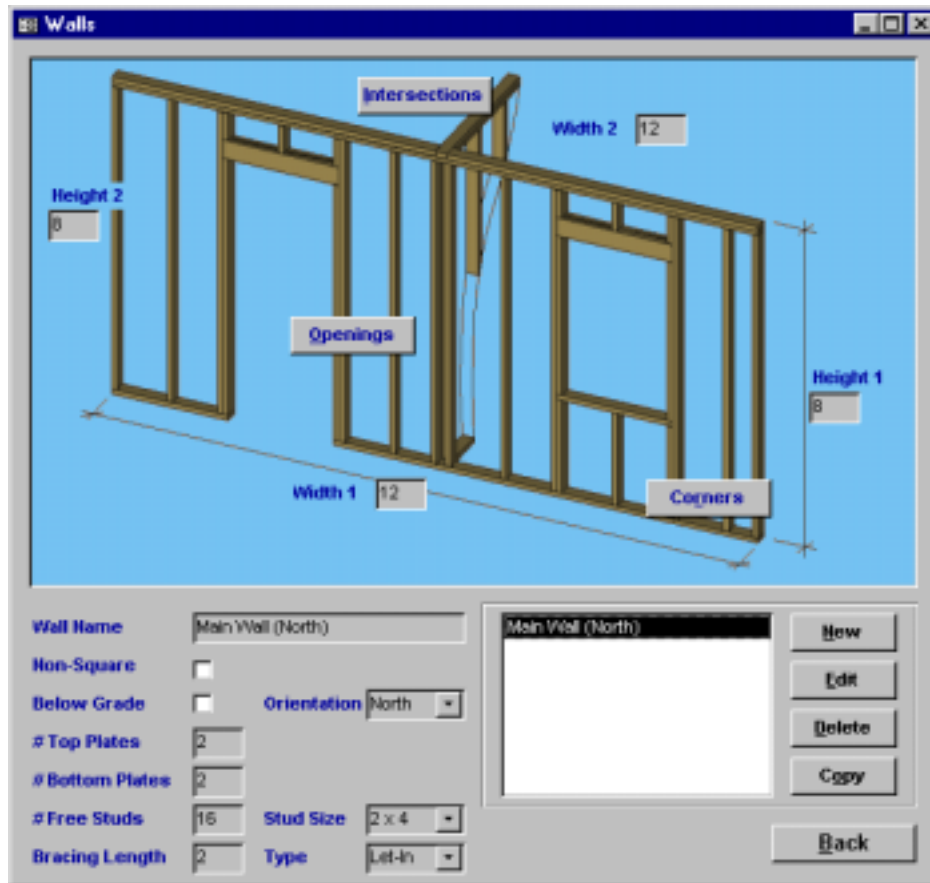 Walls
Intersections
Width 2 12
Height 2
8
Openings
Height 1
8
Width 1 12
Corners
Wall Name Main Wall (North)
Non-Square
Below Grade Orientation North
# Top Plates 2
# Bottom Plates 2
# Free Studs 16 Stud Size 2 x 4
Bracing Length 2 Type Let-In
Main Wall (North)
New
Edit
Delete
Copy
Back